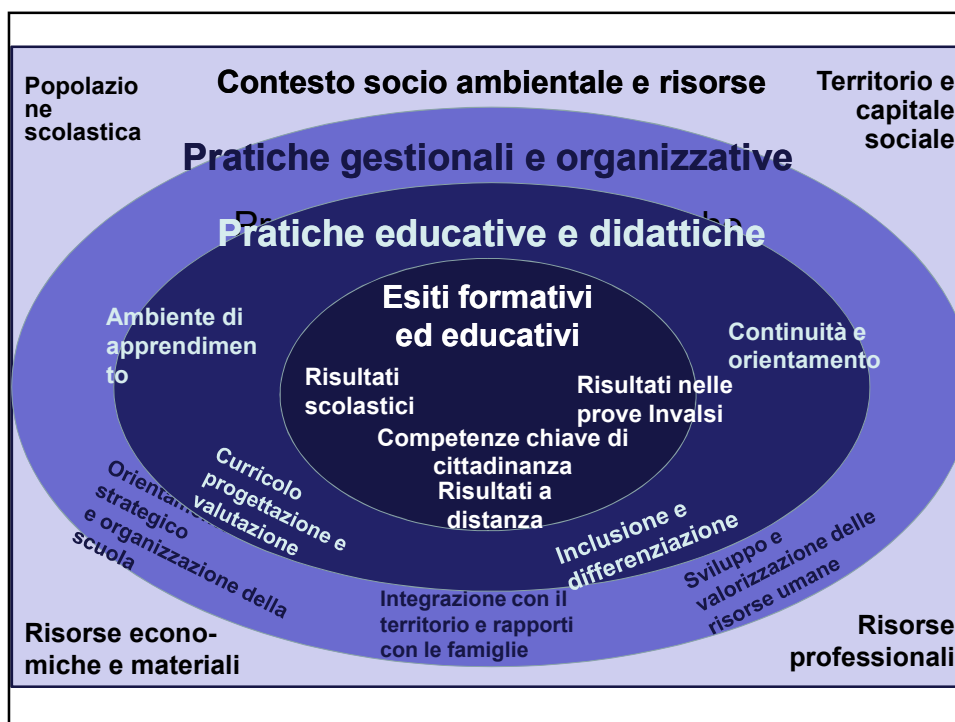 Popolazio
ne
scolastica
Contesto socio ambientale e risorse
Territorio e
capitale
sociale
Pratiche gestionali e organizzative
Pratiche educative e didattiche
Esiti formativi
ed educativi
Ambiente di
apprendimen
to
Continuità e
orientamento
Risultati
scolastici
Risultati nelle
prove Invalsi
Competenze chiave di
cittadinanza
Risultati a
distanza
Curricolo
progettazione e
valutazione
Inclusione e
differenziazione
strategico
e organizzazione della
scuola
Integrazione con il
territorio e rapporti
con le famiglie
Sviluppo e
valorizzazione delle
risorse umane
Risorse econo-
miche e materiali
Risorse
professionali